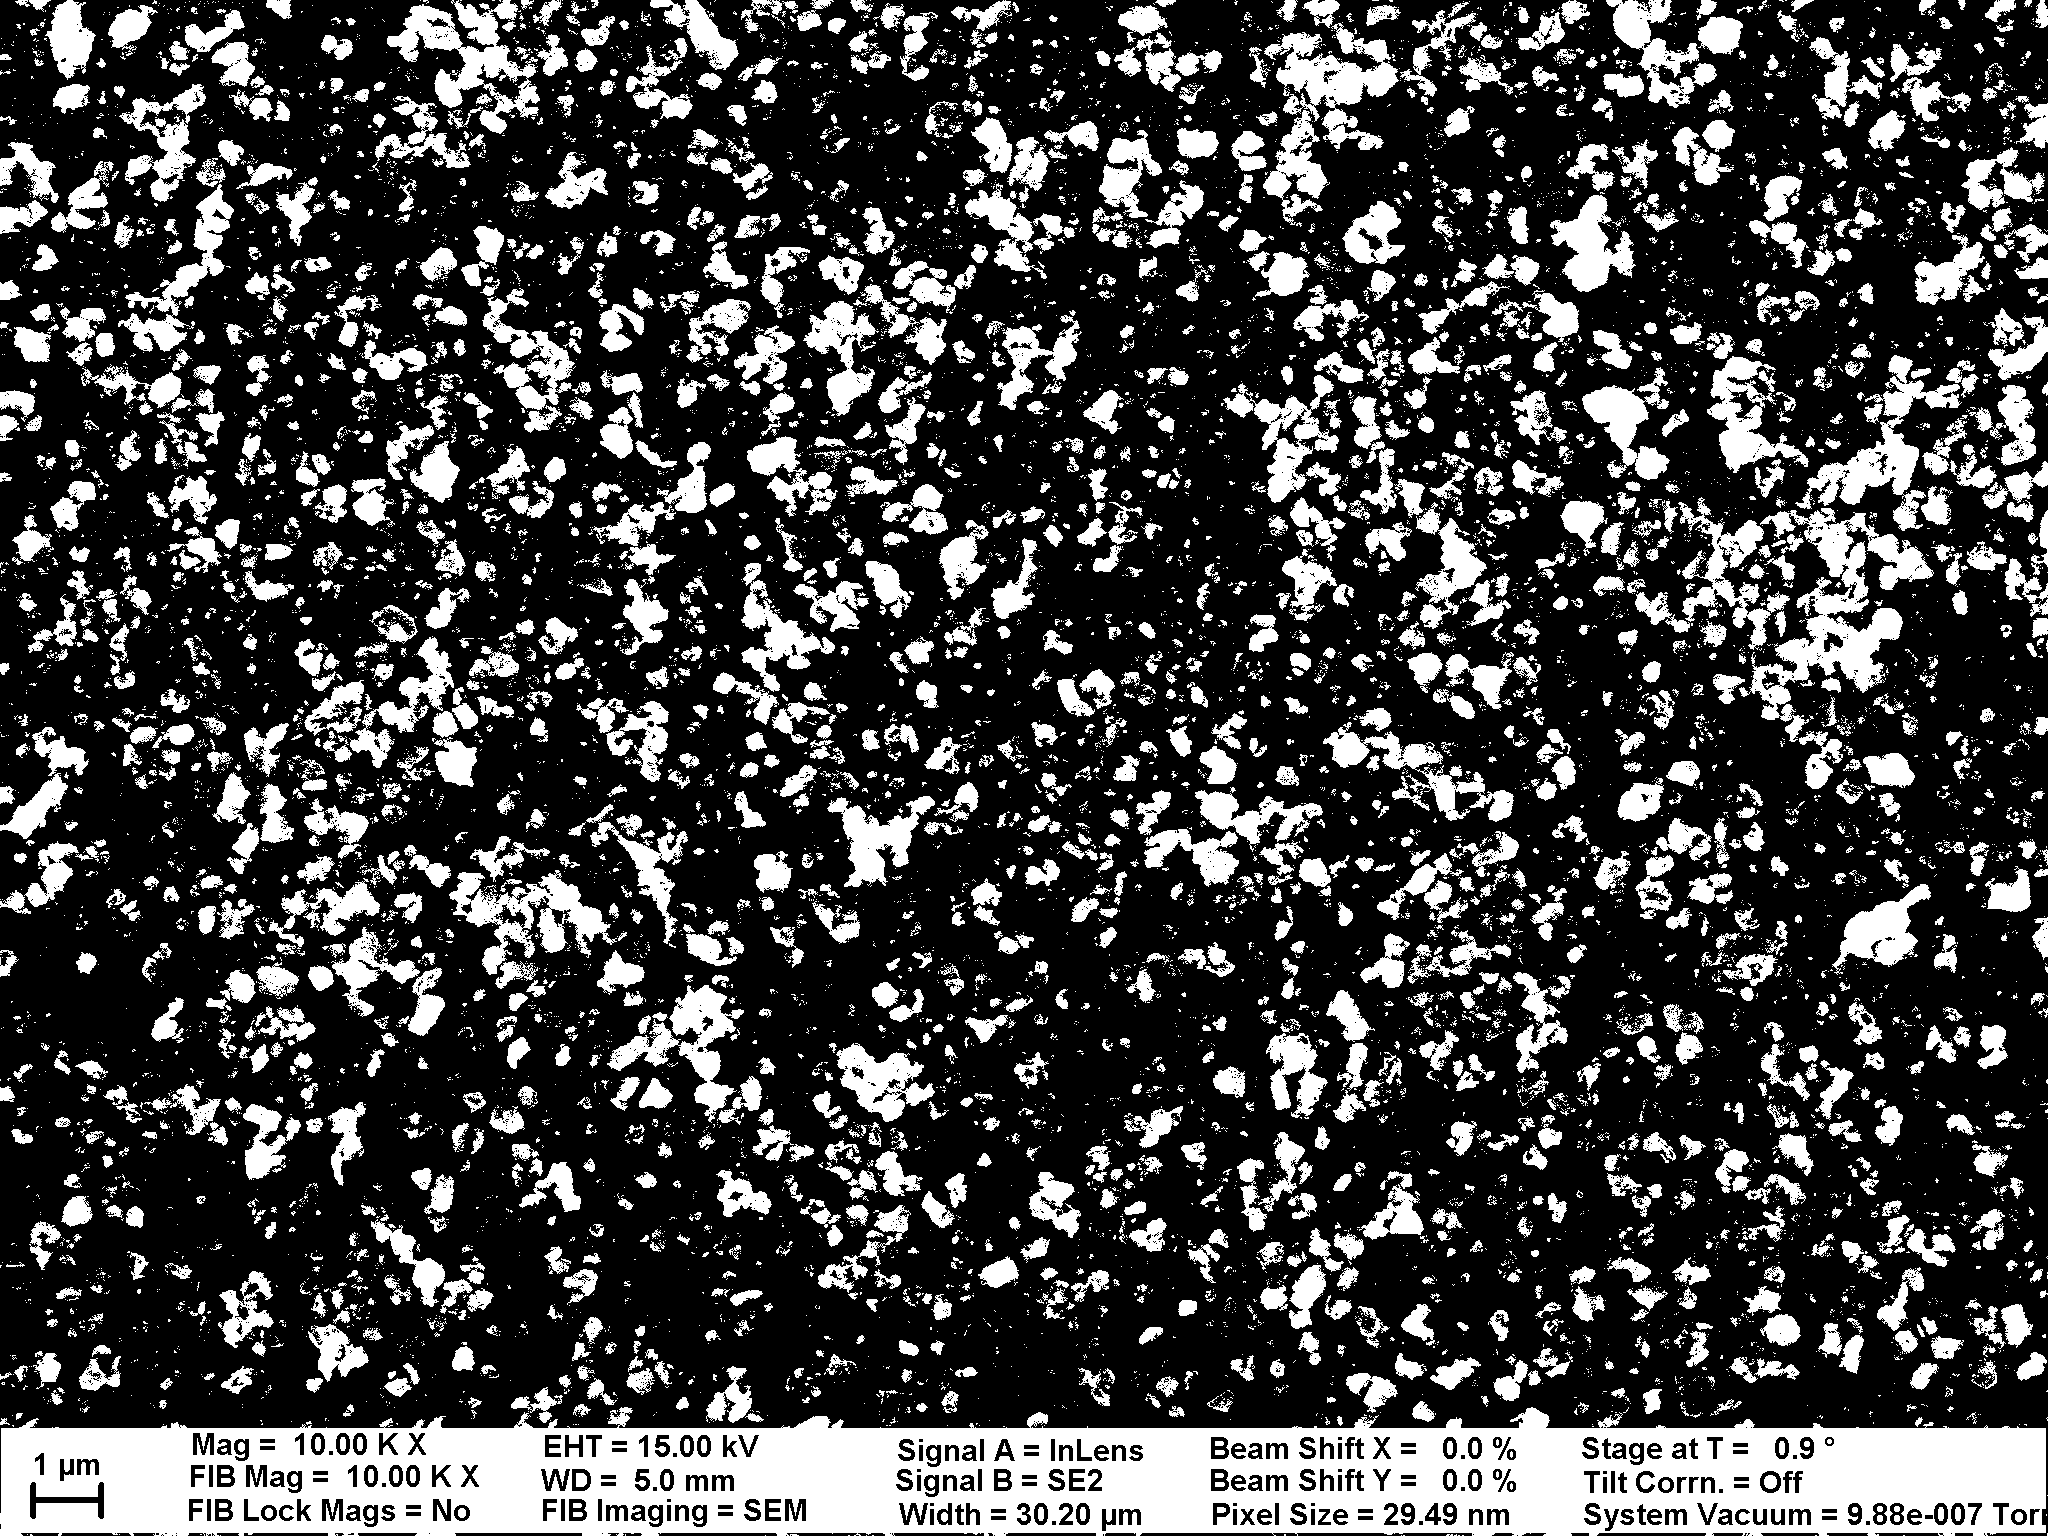 1 µm
Mag = 10.00 K X
FIB Mag = 10.00 K X
FIB Lock Mags = No
EHT = 15.00 kV
WD = 5.0 mm
FIB Imaging = SEM
Signal A = InLens
Signal B = SE2
Width = 30.20 µm
Beam Shift X = 0.0 %
Beam Shift Y = 0.0 %
Pixel Size = 29.49 nm
Stage at T = 0.9 °
Tilt Corrn. = Off
System Vacuum = 9.88e-007 Torr